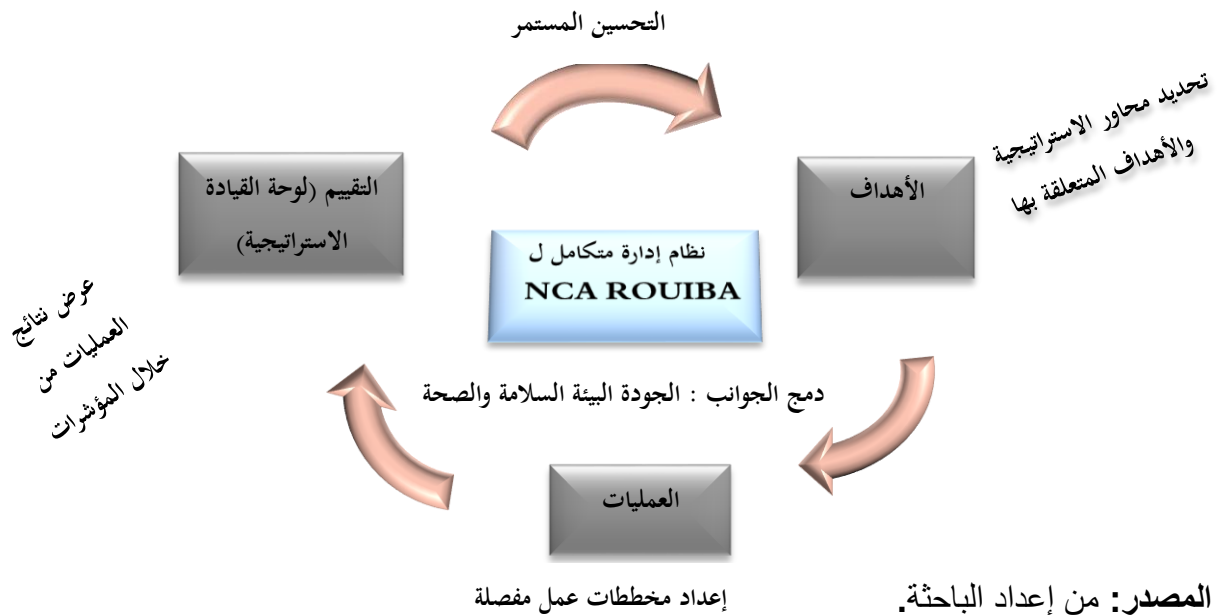 التحسين المستمر
تحديد محاور الاستراتيجية
والأهداف المتعلقة بها
الأهداف
التقييم (لوحة القيادة
الاستراتيجية)
نظام إدارة متكامل ل
NCA ROUIBA
عرض نتائج
العمليات من
خلال المؤشرات
دمج الجوانب : الجودة البيئة السلامة والصحة
العمليات
إعداد مخططات عمل مفصلة
المصدر: من إعداد الباحثة.